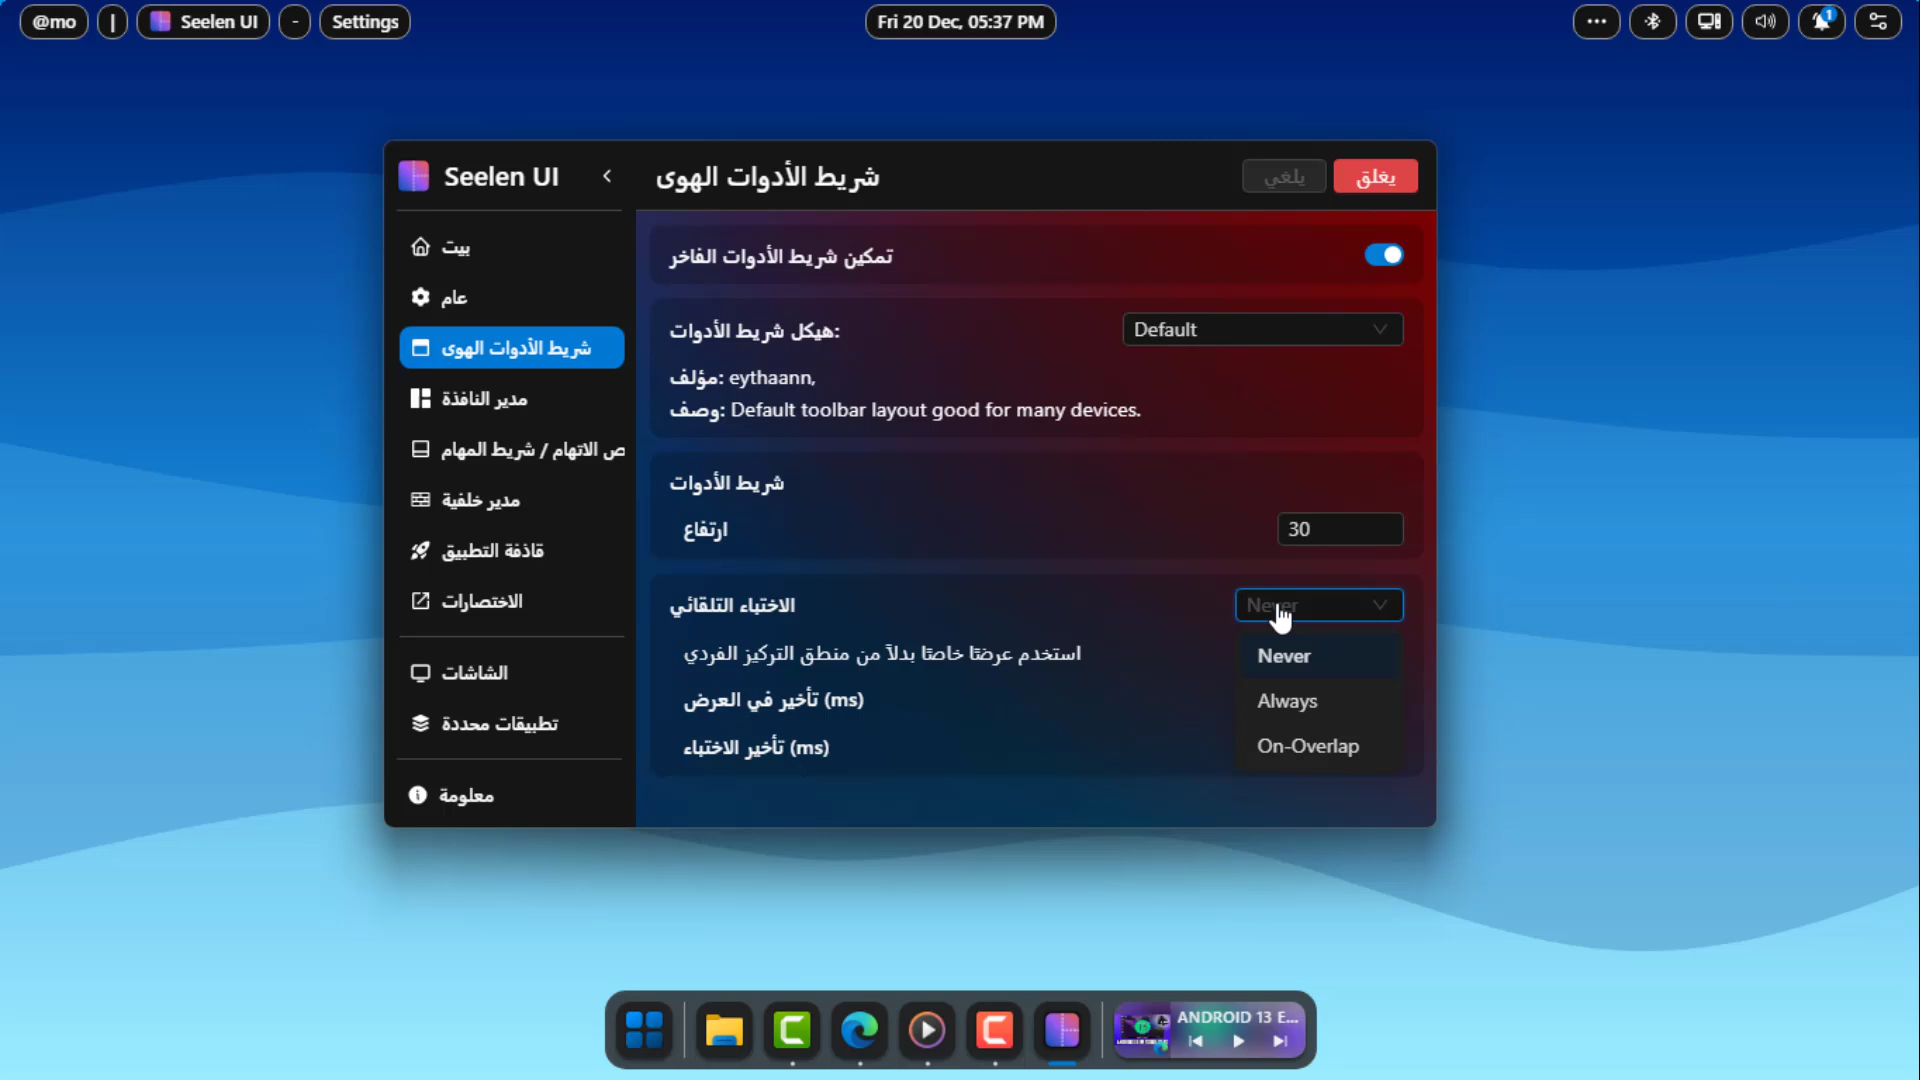 @mo
|
Seelen UI
-
Settings
Fri 20 Dec, 05:37 PM
1
Seelen UI
شريط الأدوات الهوى
يلغي
يغلق
بيت
عام
شريط الأدوات الهوى
مدير النافذة
ص الاتهام / شريط المهام
مدير خلفية
قاذفة التطبيق
الاختصارات
الشاشات
تطبيقات محددة
معلومة
تمكين شريط الأدوات الفاخر
هيكل شريط الأدوات:
Default
مؤلف: eythaann,
وصف: Default toolbar layout good for many devices.
شريط الأدوات
ارتفاع
30
الاختباء التلقائي
Never
استخدم عرضًا خاصًا بدلاً من منطق التركيز الفردي
تأخير في العرض (ms)
تأخير الاختباء (ms)
Never
Always
On-Overlap
ANDROID 13 E...